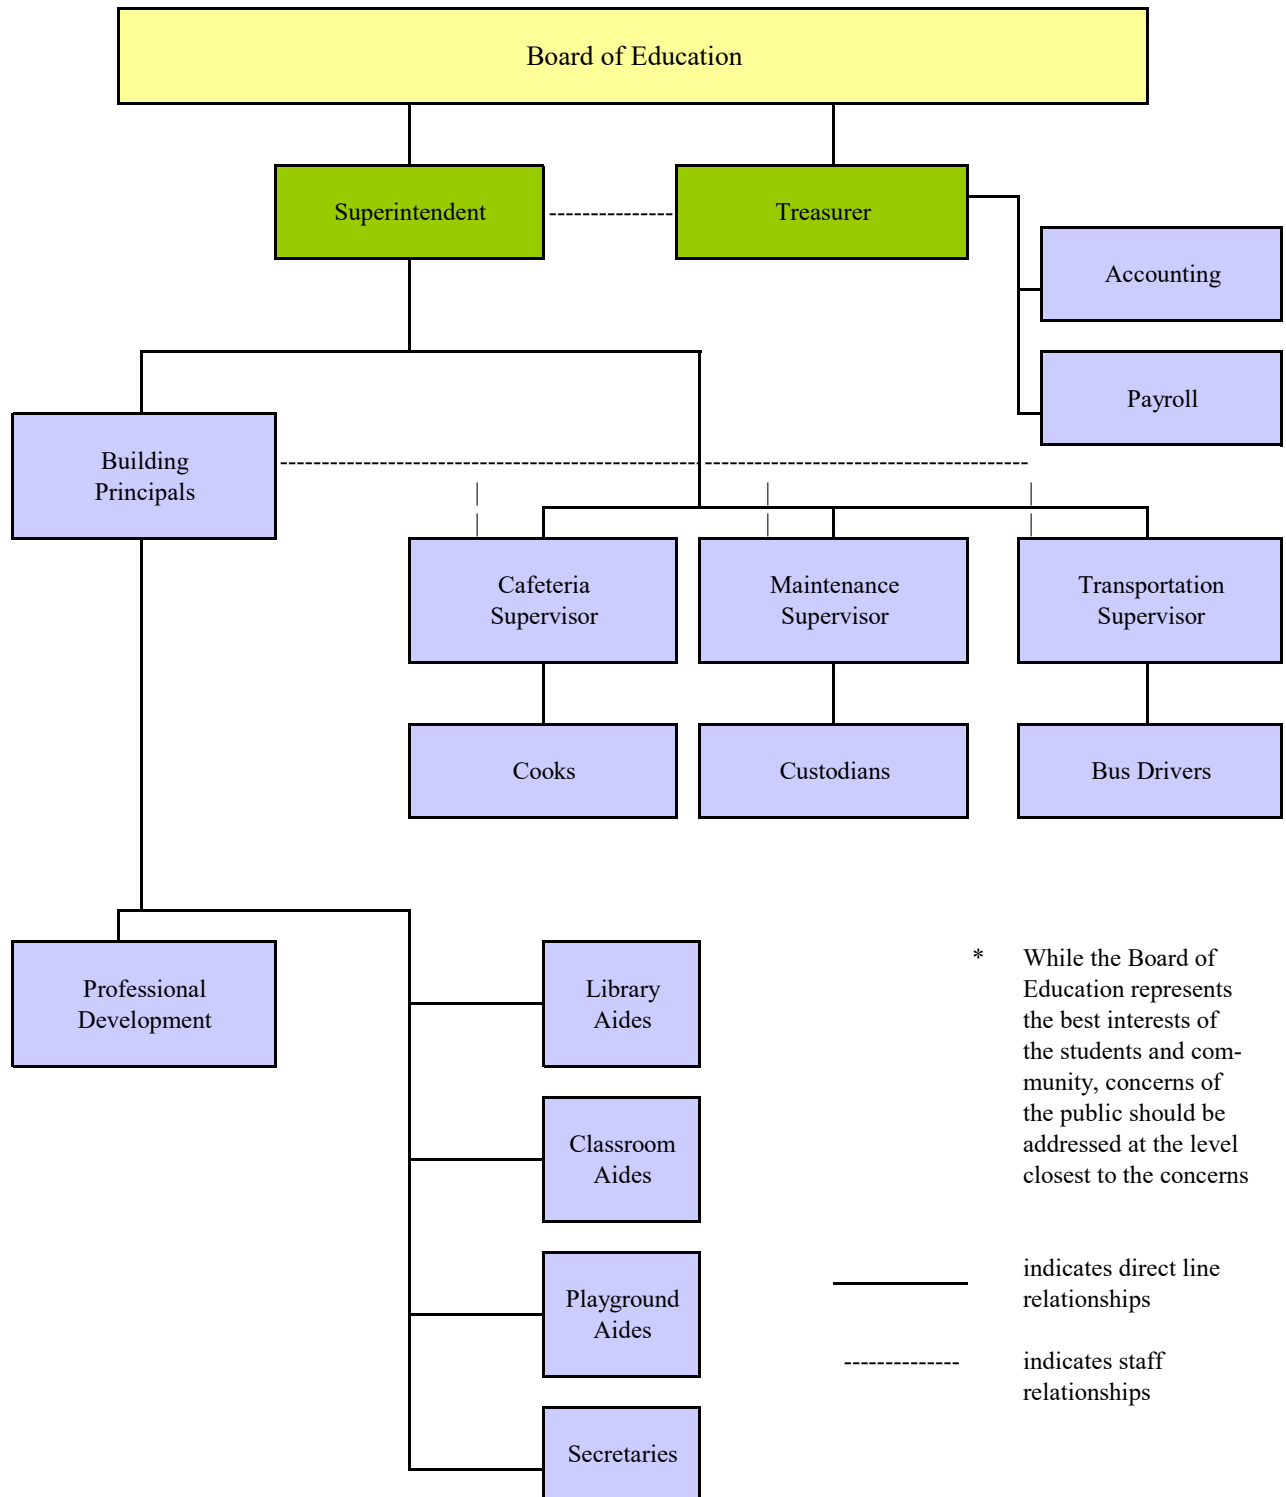 Board of Education
Superintendent
Treasurer
Accounting
Payroll
Building
Principals
Cafeteria
Supervisor
Maintenance
Supervisor
Transportation
Supervisor
Cooks
Custodians
Bus Drivers
Professional
Development
Library
Aides
Classroom
Aides
Playground
Aides
Secretaries
* While the Board of
Education represents
the best interests of
the students and com-
munity, concerns of
the public should be
addressed at the level
closest to the concerns
indicates direct line
relationships
indicates staff
relationships